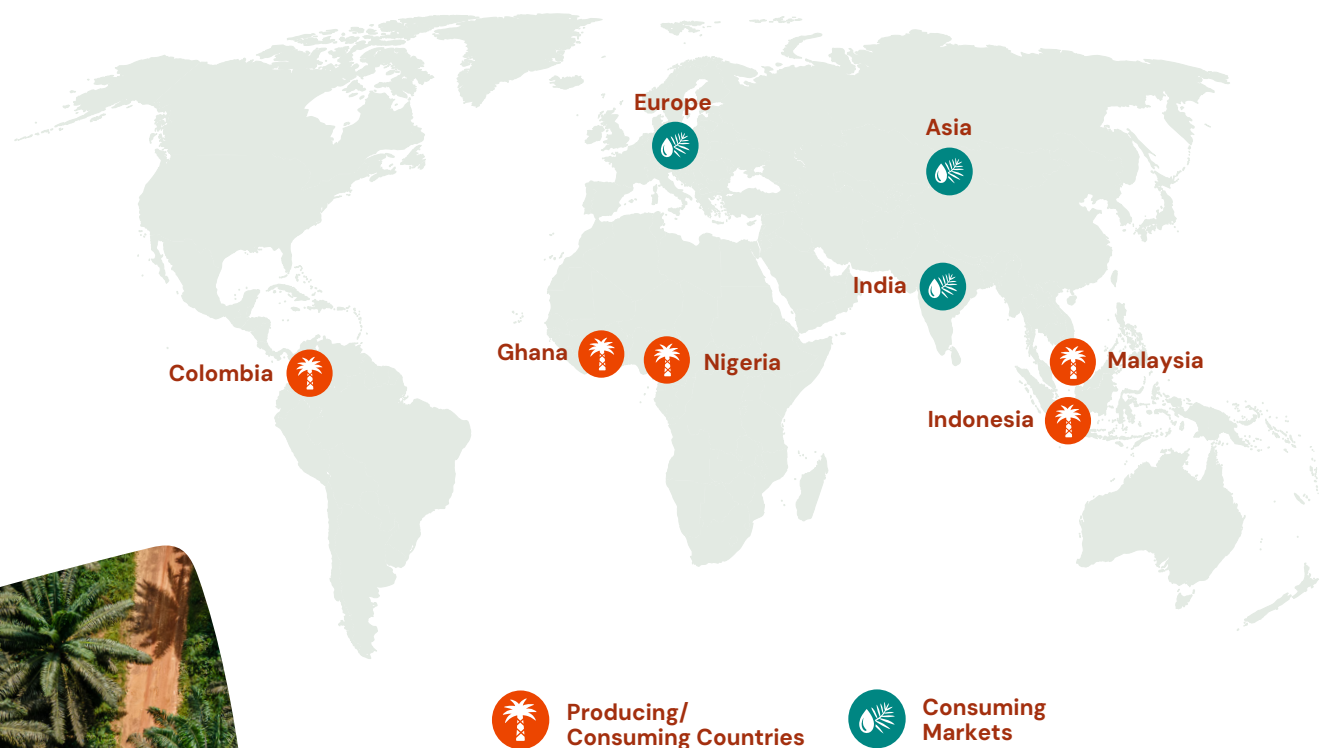 Europe
Asia
India
Ghana
Nigeria
Colombia
Malaysia
Indonesia
Producing/
Consuming Countries
Consuming
Markets